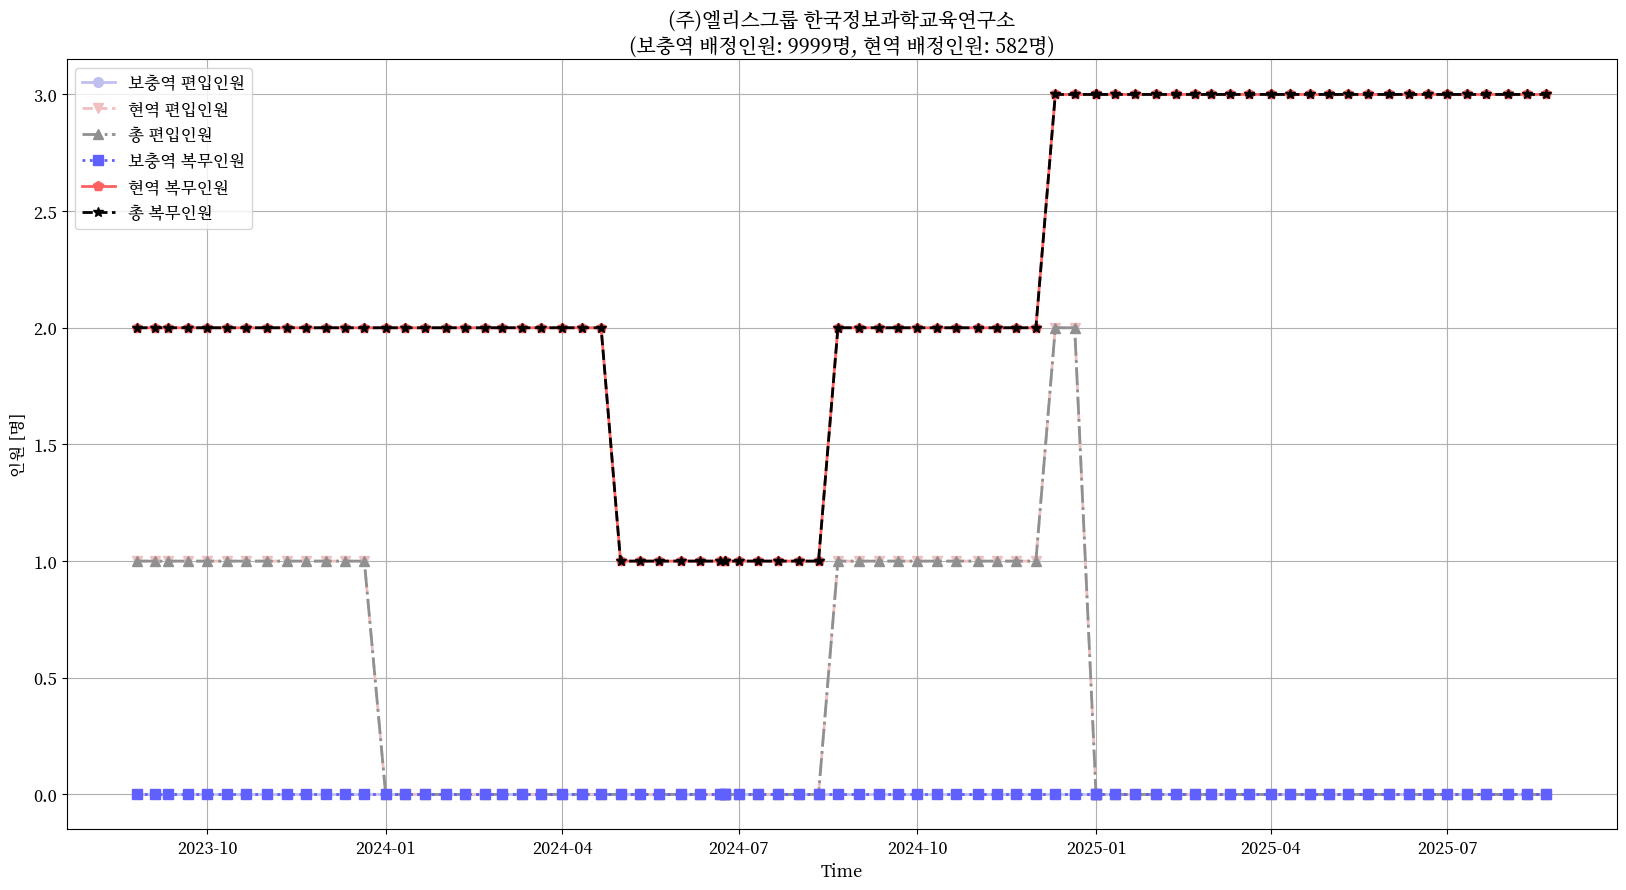 (주)엘리스그룹 한국정보과학교육연구소
(보충역 배정인원: 9999명, 현역 배정인원: 582명)
보충역 편입인원
현역 편입인원
총 편입인원
보충역 복무인원
현역 복무인원
총 복무인원
3.0
2.5
2.0
1.5
1.0
0.5
0.0
인원 [명]
2023-10
2024-01
2024-04
2024-07
2024-10
2025-01
2025-04
2025-07
Time